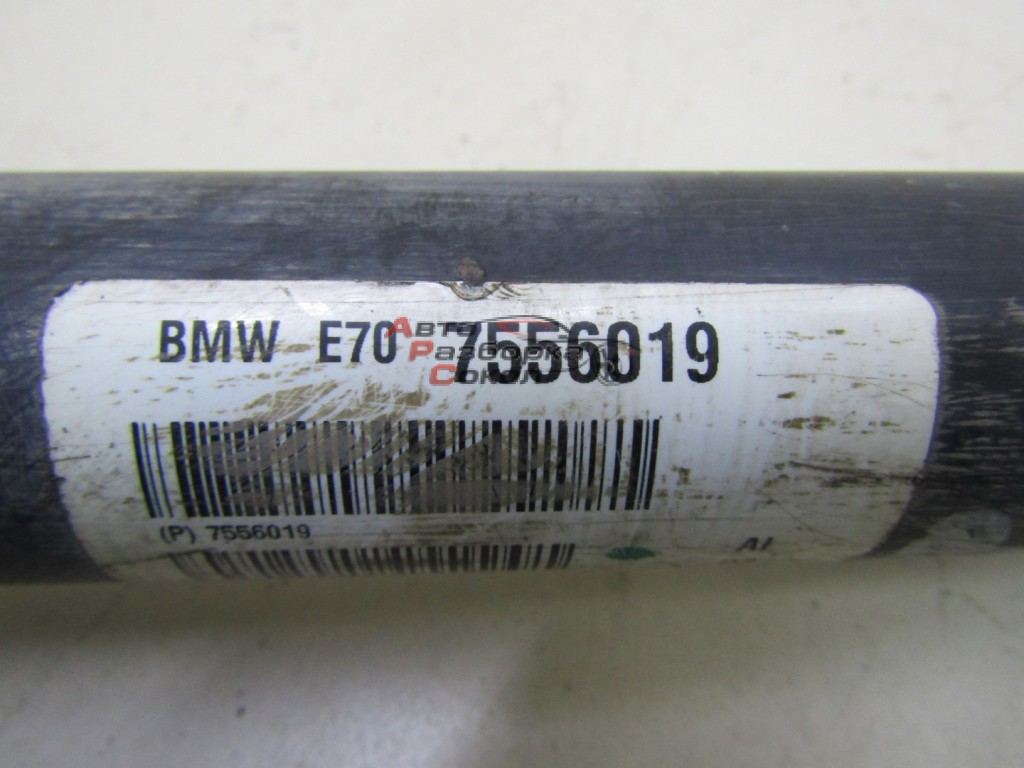 BMW E70 7556019
Авто
Разборка
Сокол
(P) 7556019